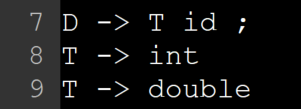 7 D -> T id ;
8 T -> int
9 T -> double